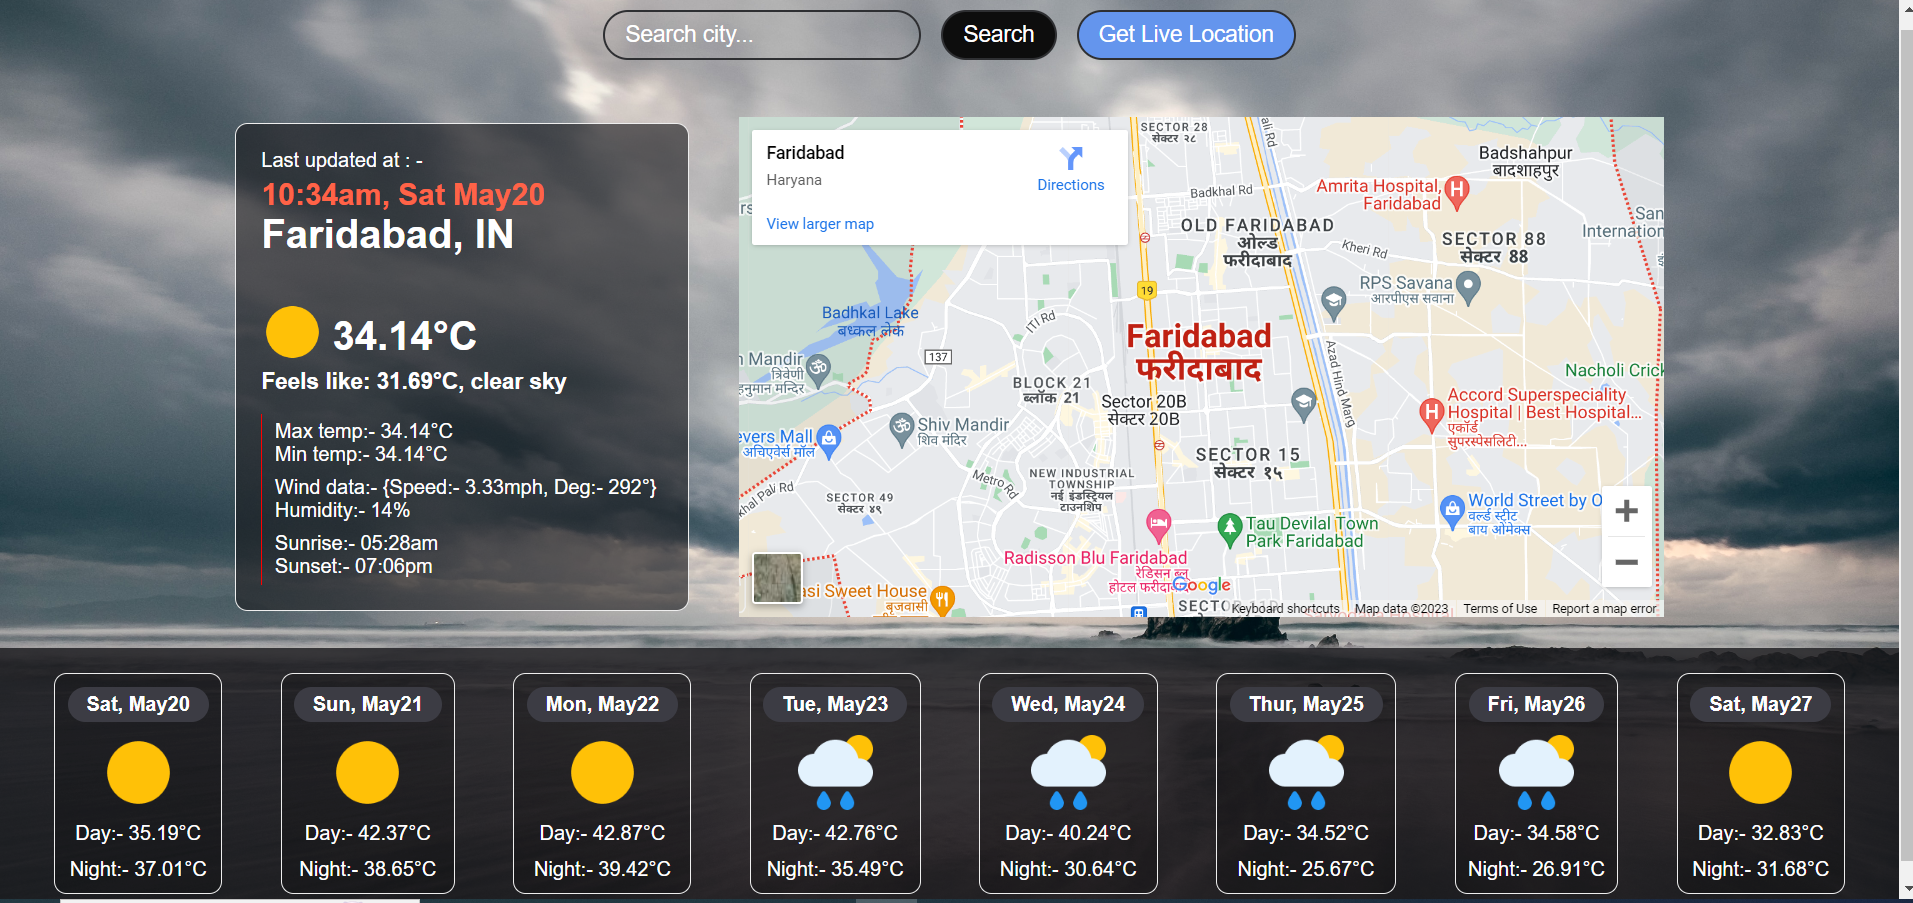 Search city...
Search
Get Live Location
Last updated at : -
10:34am, Sat May20
Faridabad, IN
34.14°C
Feels like: 31.69°C, clear sky
Max temp:- 34.14°C
Min temp:- 34.14°C
Wind data:- {Speed:- 3.33mph, Deg:- 292°}
Humidity:- 14%
Sunrise:- 05:28am
Sunset:- 07:06pm
Faridabad
Haryana
Directions
View larger map
SECTOR 28
सेक्टर २८
Badshahpur
बादशाहपुर
Badkhal Rd
Amrita Hospital,
Faridabad
San
Internation
OLD FARIDABAD
ओल्ड
फरीदाबाद
Kheri Rd
SECTOR 88
सेक्टर 88
19
RPS Savana
आरपीएस सवाना
Badhkal Lake
बध्कल लेक
ITI Rd
137
Faridabad
फरीदाबाद
Azad Hind Marg
Mandir
त्रिवेणी
हनुमान मन्दिर
Nacholi Crick
BLOCK 21
ब्लॉक 21
Sector 20B
सेक्टर 20B
Accord Superspeciality
Hospital | Best Hospital...
एकॉर्ड
सुपरस्पेसलिटी...
Shiv Mandir
शिव मंदिर
evers Mall
अचिएवेर्स मॉल
SECTOR 15
सेक्टर १५
NEW INDUSTRIAL
TOWNSHIP
नई इंडस्ट्रियल
टाउनशिप
Metro Rd
Pali Rd
SECTOR 49
सेक्टर ४९
World Street by O
वर्ल्ड स्टीट
बाय ओमेक्स
Tau Devilal Town
Park Faridabad
Radisson Blu Faridabad
रेडिसन ब्लू
होटल फरीदाबाद
asi Sweet House
बृजवासी
Google
SECTO
Keyboard shortcuts
Map data ©2023
Terms of Use
Report a map error
Sat, May20
Day:- 35.19°C
Night:- 37.01°C
Sun, May21
Day:- 42.37°C
Night:- 38.65°C
Mon, May22
Day:- 42.87°C
Night:- 39.42°C
Tue, May23
Day:- 42.76°C
Night:- 35.49°C
Wed, May24
Day:- 40.24°C
Night:- 30.64°C
Thur, May25
Day:- 34.52°C
Night:- 25.67°C
Fri, May26
Day:- 34.58°C
Night:- 26.91°C
Sat, May27
Day:- 32.83°C
Night:- 31.68°C